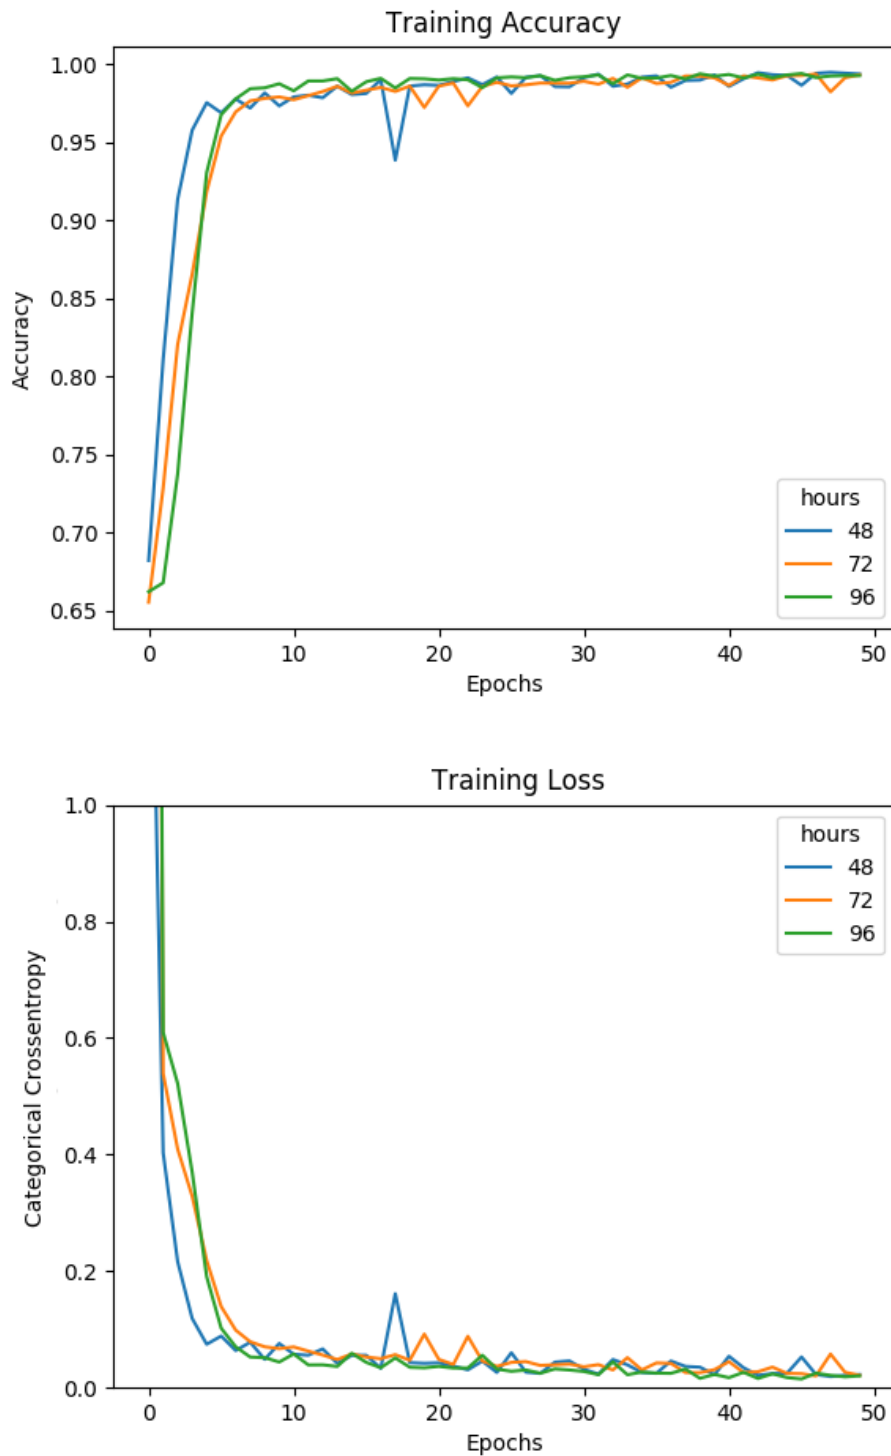 Training Accuracy
1.00
0.95
0.90
0.85
0.80
0.75
0.70
0.65
Accuracy
hours
48
72
96
0 10 20 30 40 50
Epochs
Training Loss
1.0
0.8
0.6
0.4
0.2
0.0
Categorical Crossentropy
hours
48
72
96
0 10 20 30 40 50
Epochs